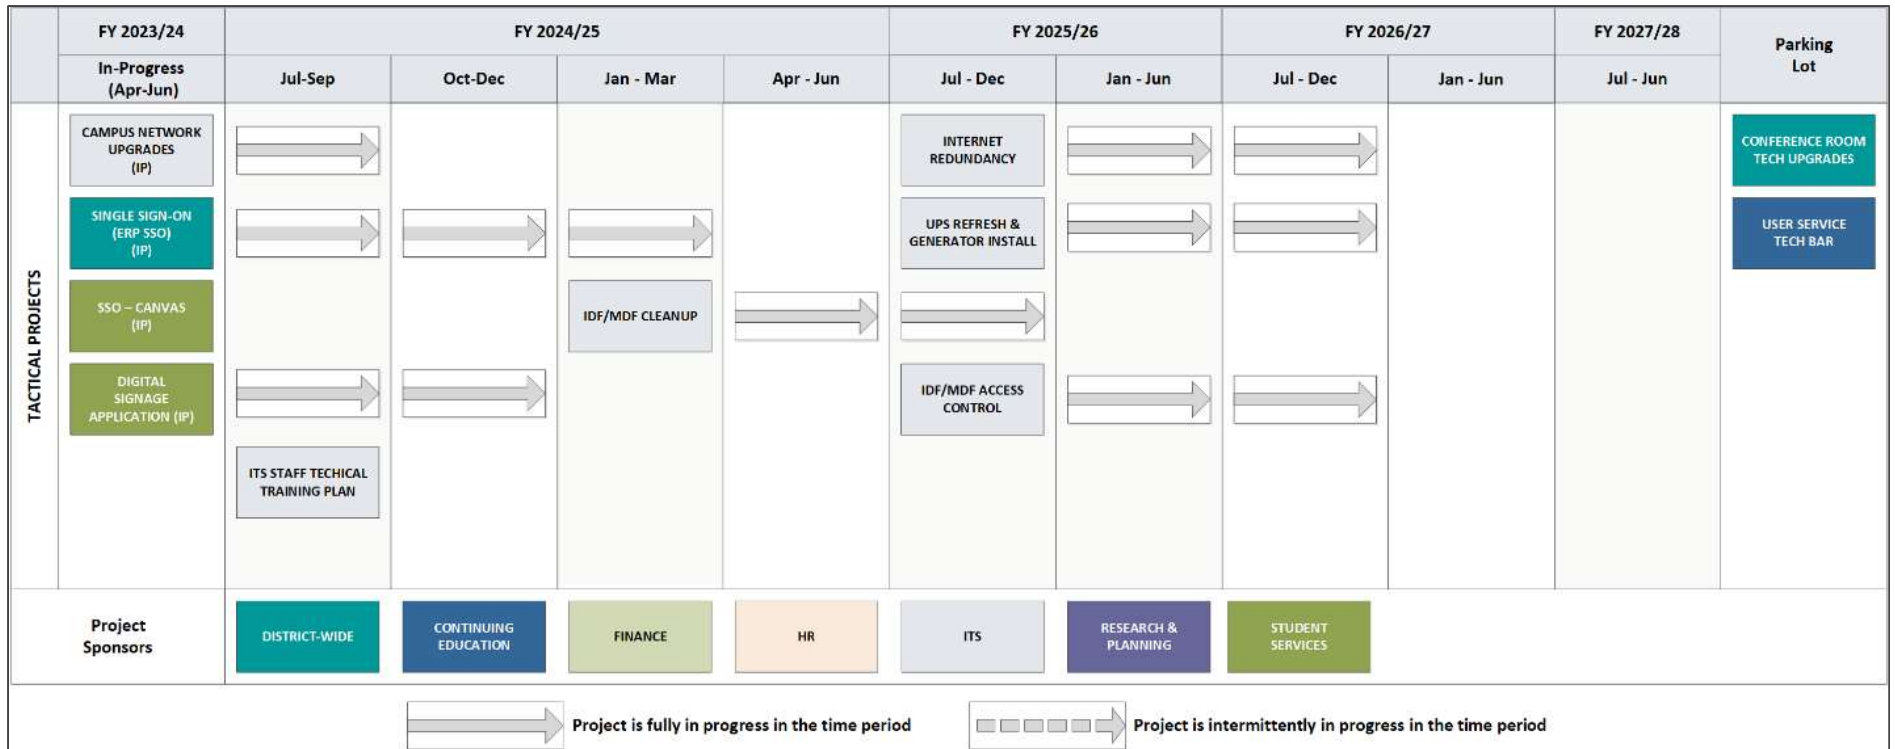 FY 2023/24
FY 2024/25
FY 2025/26
FY 2026/27
FY 2027/28
Parking
Lot
In-Progress
(Apr-Jun)
Jul-Sep
Oct-Dec
Jan - Mar
Apr - Jun
Jul - Dec
Jan - Jun
Jul - Dec
Jan - Jun
Jul - Jun
TACTICAL PROJECTS
CAMPUS NETWORK
UPGRADES
(IP)
INTERNET
REDUNDANCY
CONFERENCE ROOM
TECH UPGRADES
SINGLE SIGN-ON
(ERP SSO)
(IP)
UPS REFRESH &
GENERATOR INSTALL
USER SERVICE
TECH BAR
SSO – CANVAS
(IP)
IDF/MDF CLEANUP
DIGITAL
SIGNAGE
APPLICATION (IP)
IDF/MDF ACCESS
CONTROL
ITS STAFF TECHICAL
TRAINING PLAN
Project
Sponsors
DISTRICT-WIDE
CONTINUING
EDUCATION
FINANCE
HR
ITS
RESEARCH &
PLANNING
STUDENT
SERVICES
Project is fully in progress in the time period
Project is intermittently in progress in the time period